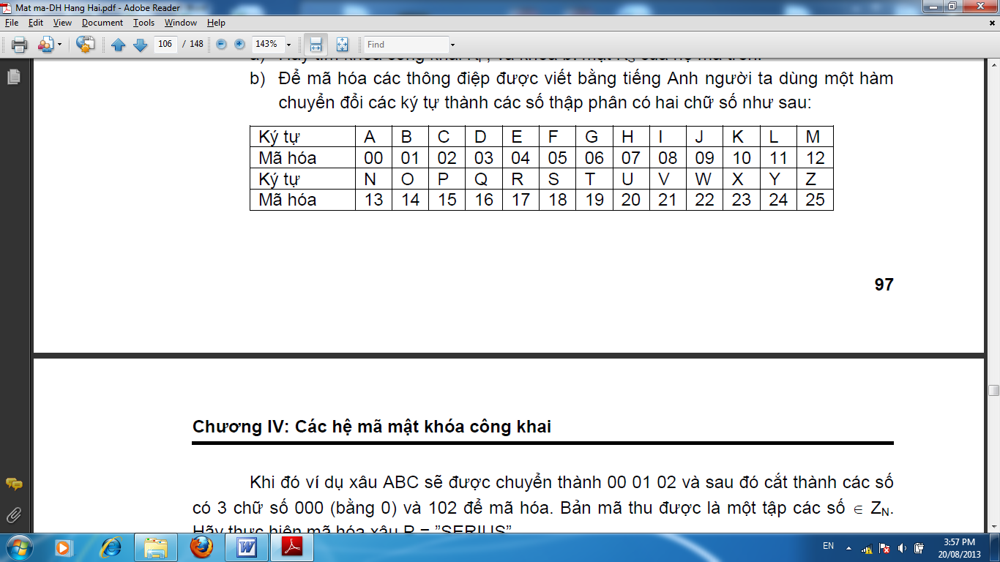 Mat ma-DH Hang Hai.pdf - Adobe Reader
File Edit View Document Tools Window Help
106 / 148 143% Find
b) Để mã hóa các thông điệp được viết bằng tiếng Anh người ta dùng một hàm
chuyển đổi các ký tự thành các số thập phân có hai chữ số như sau:
Ký tự A B C D E F G H I J K L M
Mã hóa 00 01 02 03 04 05 06 07 08 09 10 11 12
Ký tự N O P Q R S T U V W X Y Z
Mã hóa 13 14 15 16 17 18 19 20 21 22 23 24 25
97
Chương IV: Các hệ mã mật khóa công khai
Khi đó ví dụ xâu ABC sẽ được chuyển thành 00 01 02 và sau đó cắt thành các số
có 3 chữ số 000 (bằng 0) và 102 để mã hóa. Bản mã thu được là một tập các số ∈ ZN.
Hãy thực hiện mã hóa xâu P = ”SERIUS”
EN 3:57 PM
20/08/2013